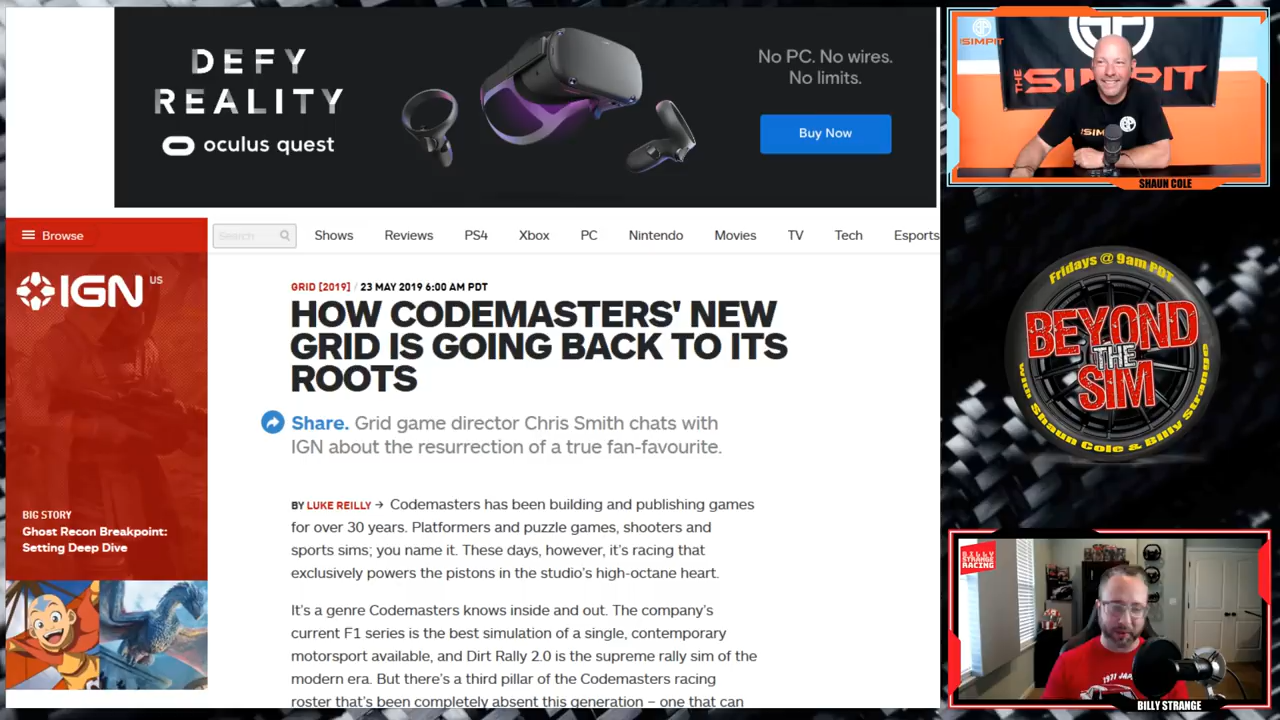 DEFY
REALITY
oculus quest
No PC. No wires.
No limits.
Buy Now
Browse
Search
Shows
Reviews
PS4
Xbox
PC
Nintendo
Movies
TV
Tech
Esports
IGN
US
BIG STORY
Ghost Recon Breakpoint:
Setting Deep Dive
GRID [2019] / 23 MAY 2019 6:00 AM PDT
HOW CODEMASTERS' NEW
GRID IS GOING BACK TO ITS
ROOTS
Share. Grid game director Chris Smith chats with
IGN about the resurrection of a true fan-favourite.
BY LUKE REILLY → Codemasters has been building and publishing games
for over 30 years. Platformers and puzzle games, shooters and
sports sims; you name it. These days, however, it's racing that
exclusively powers the pistons in the studio's high-octane heart.
It's a genre Codemasters knows inside and out. The company's
current F1 series is the best simulation of a single, contemporary
motorsport available, and Dirt Rally 2.0 is the supreme rally sim of the
modern era. But there's a third pillar of the Codemasters racing
roster that's been completely absent this generation – one that can
SIMPIT
THE SIMPIT
SIMPIT
SHAUN COLE
Fridays @ 9am PDT
BEYOND
THE
SIM
with Shaun Cole & Billy Strange
BILLY
STRANGE
RACING
BILLY STRANGE